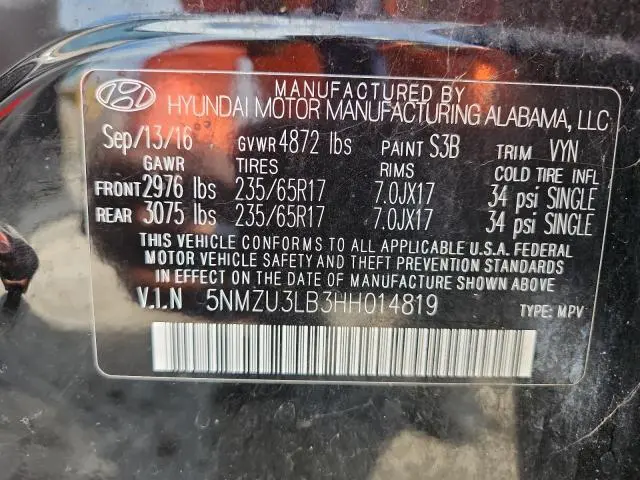 MANUFACTURED BY
HYUNDAI MOTOR MANUFACTURING ALABAMA, LLC
Sep/13/16 GVWR 4872 lbs PAINT S3B TRIM VYN
GAWR TIRES RIMS COLD TIRE INFL
FRONT 2976 lbs 235/65R17 7.0JX17 34 psi SINGLE
REAR 3075 lbs 235/65R17 7.0JX17 34 psi SINGLE
THIS VEHICLE CONFORMS TO ALL APPLICABLE U.S.A. FEDERAL
MOTOR VEHICLE SAFETY AND THEFT PREVENTION STANDARDS
IN EFFECT ON THE DATE OF MANUFACTURE SHOWN ABOVE
V.I.N 5NMZU3LB3HH014819 TYPE: MPV